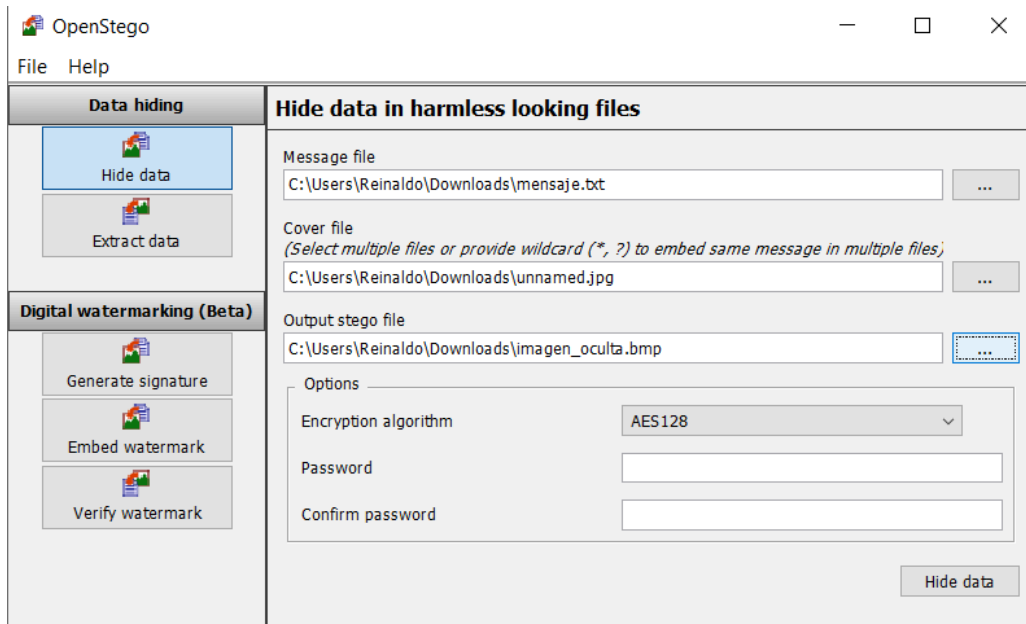 OpenStego
File Help
Data hiding
Hide data
Extract data
Digital watermarking (Beta)
Generate signature
Embed watermark
Verify watermark
Hide data in harmless looking files
Message file
C:\Users\Reinaldo\Downloads\mensaje.txt
...
Cover file
(Select multiple files or provide wildcard (*, ?) to embed same message in multiple files)
C:\Users\Reinaldo\Downloads\unnamed.jpg
...
Output stego file
C:\Users\Reinaldo\Downloads\imagen_oculta.bmp
...
Options
Encryption algorithm
AES128
Password
Confirm password
Hide data